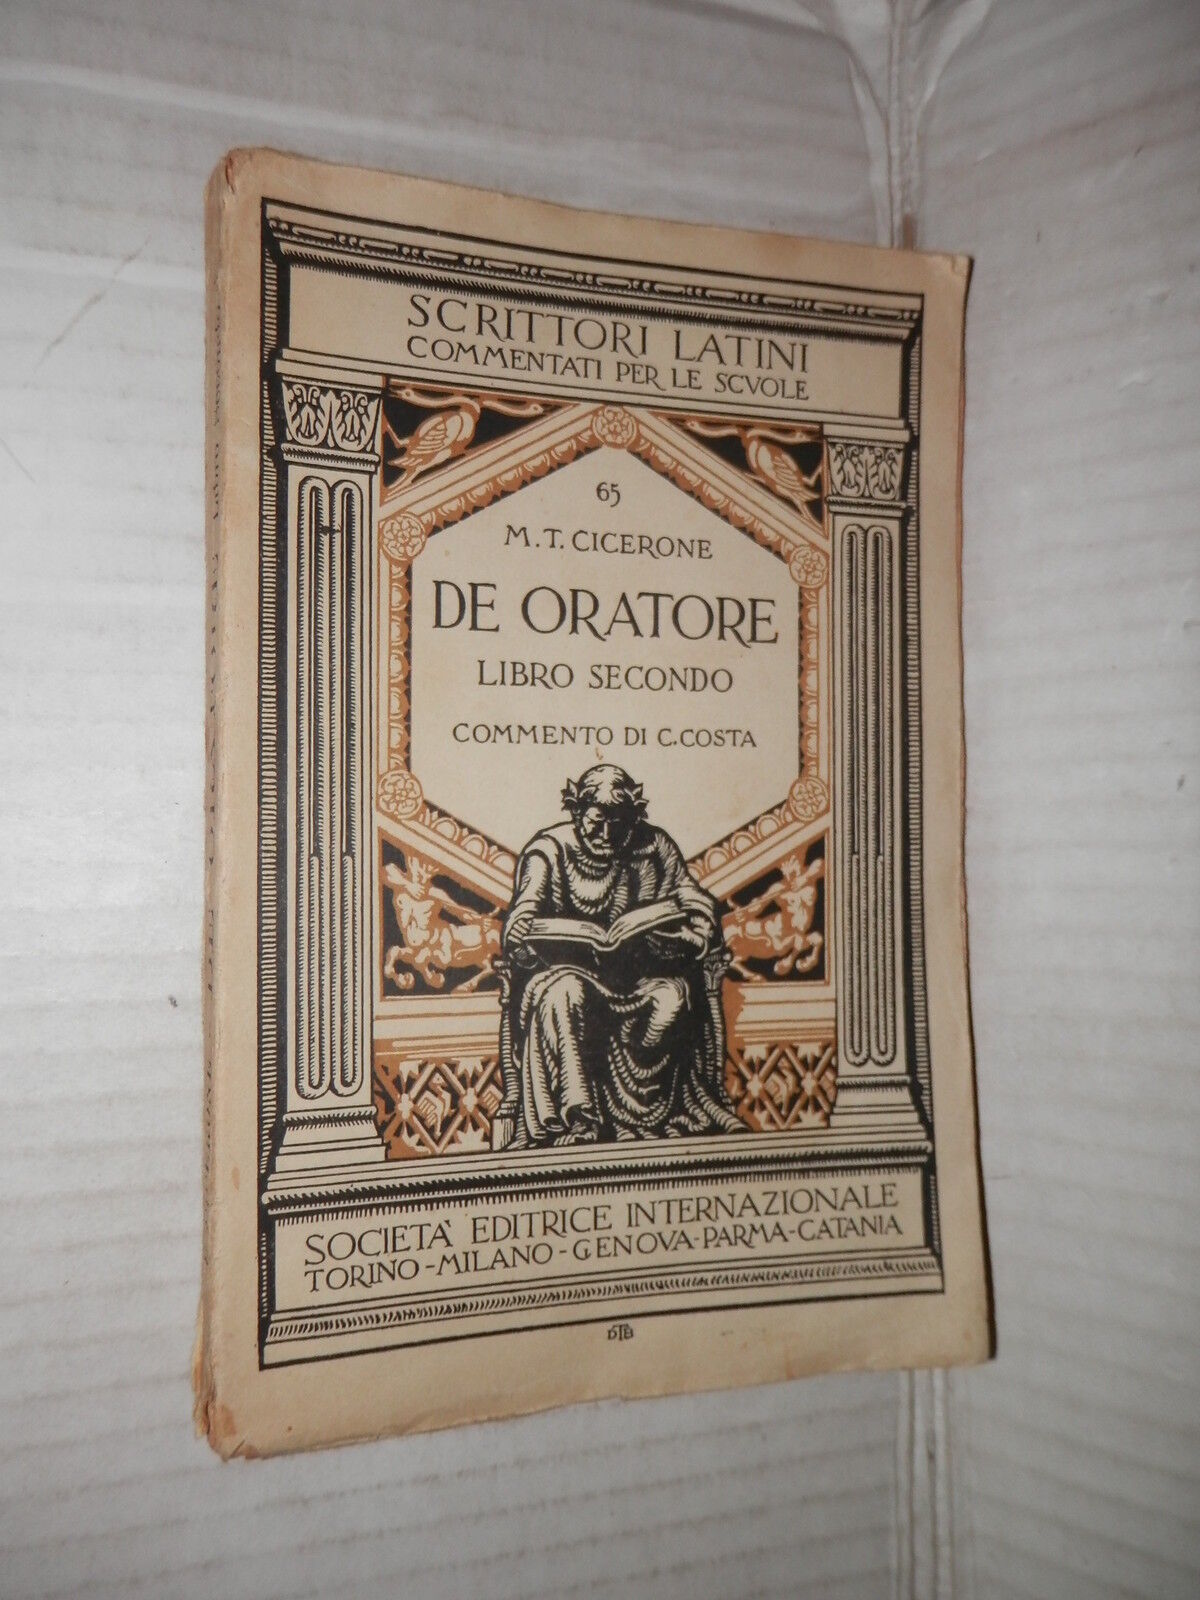 SCRITTORI LATINI
COMMENTATI PER LE SCVOLE
65
M.T. CICERONE
DE ORATORE
LIBRO SECONDO
COMMENTO DI C.COSTA
SOCIETÀ EDITRICE INTERNAZIONALE
TORINO-MILANO-GENOVA-PARMA-CATANIA